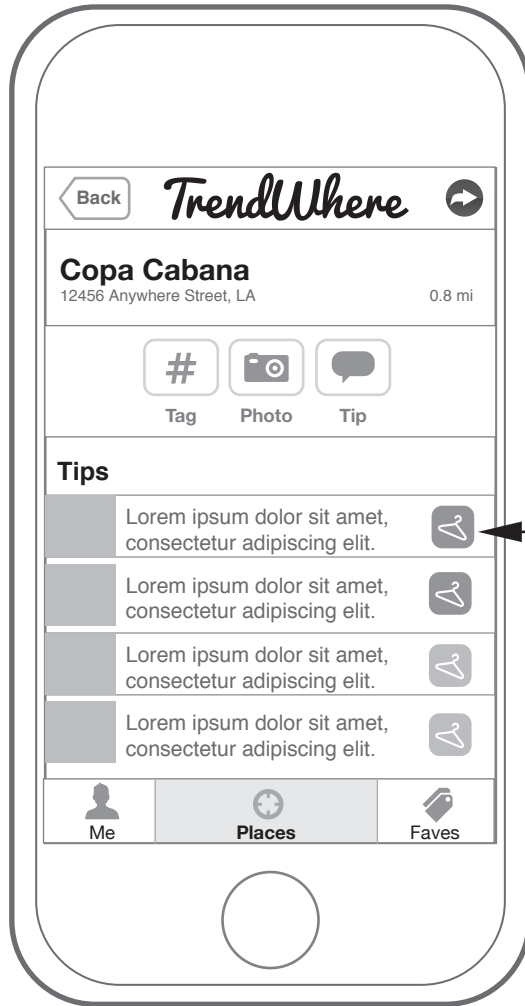 Back TrendWhere
Copa Cabana
12456 Anywhere Street, LA 0.8 mi
#
Tag Photo Tip
Tips
Lorem ipsum dolor sit amet,
consectetur adipiscing elit.
Lorem ipsum dolor sit amet,
consectetur adipiscing elit.
Lorem ipsum dolor sit amet,
consectetur adipiscing elit.
Lorem ipsum dolor sit amet,
consectetur adipiscing elit.
Me Places Faves